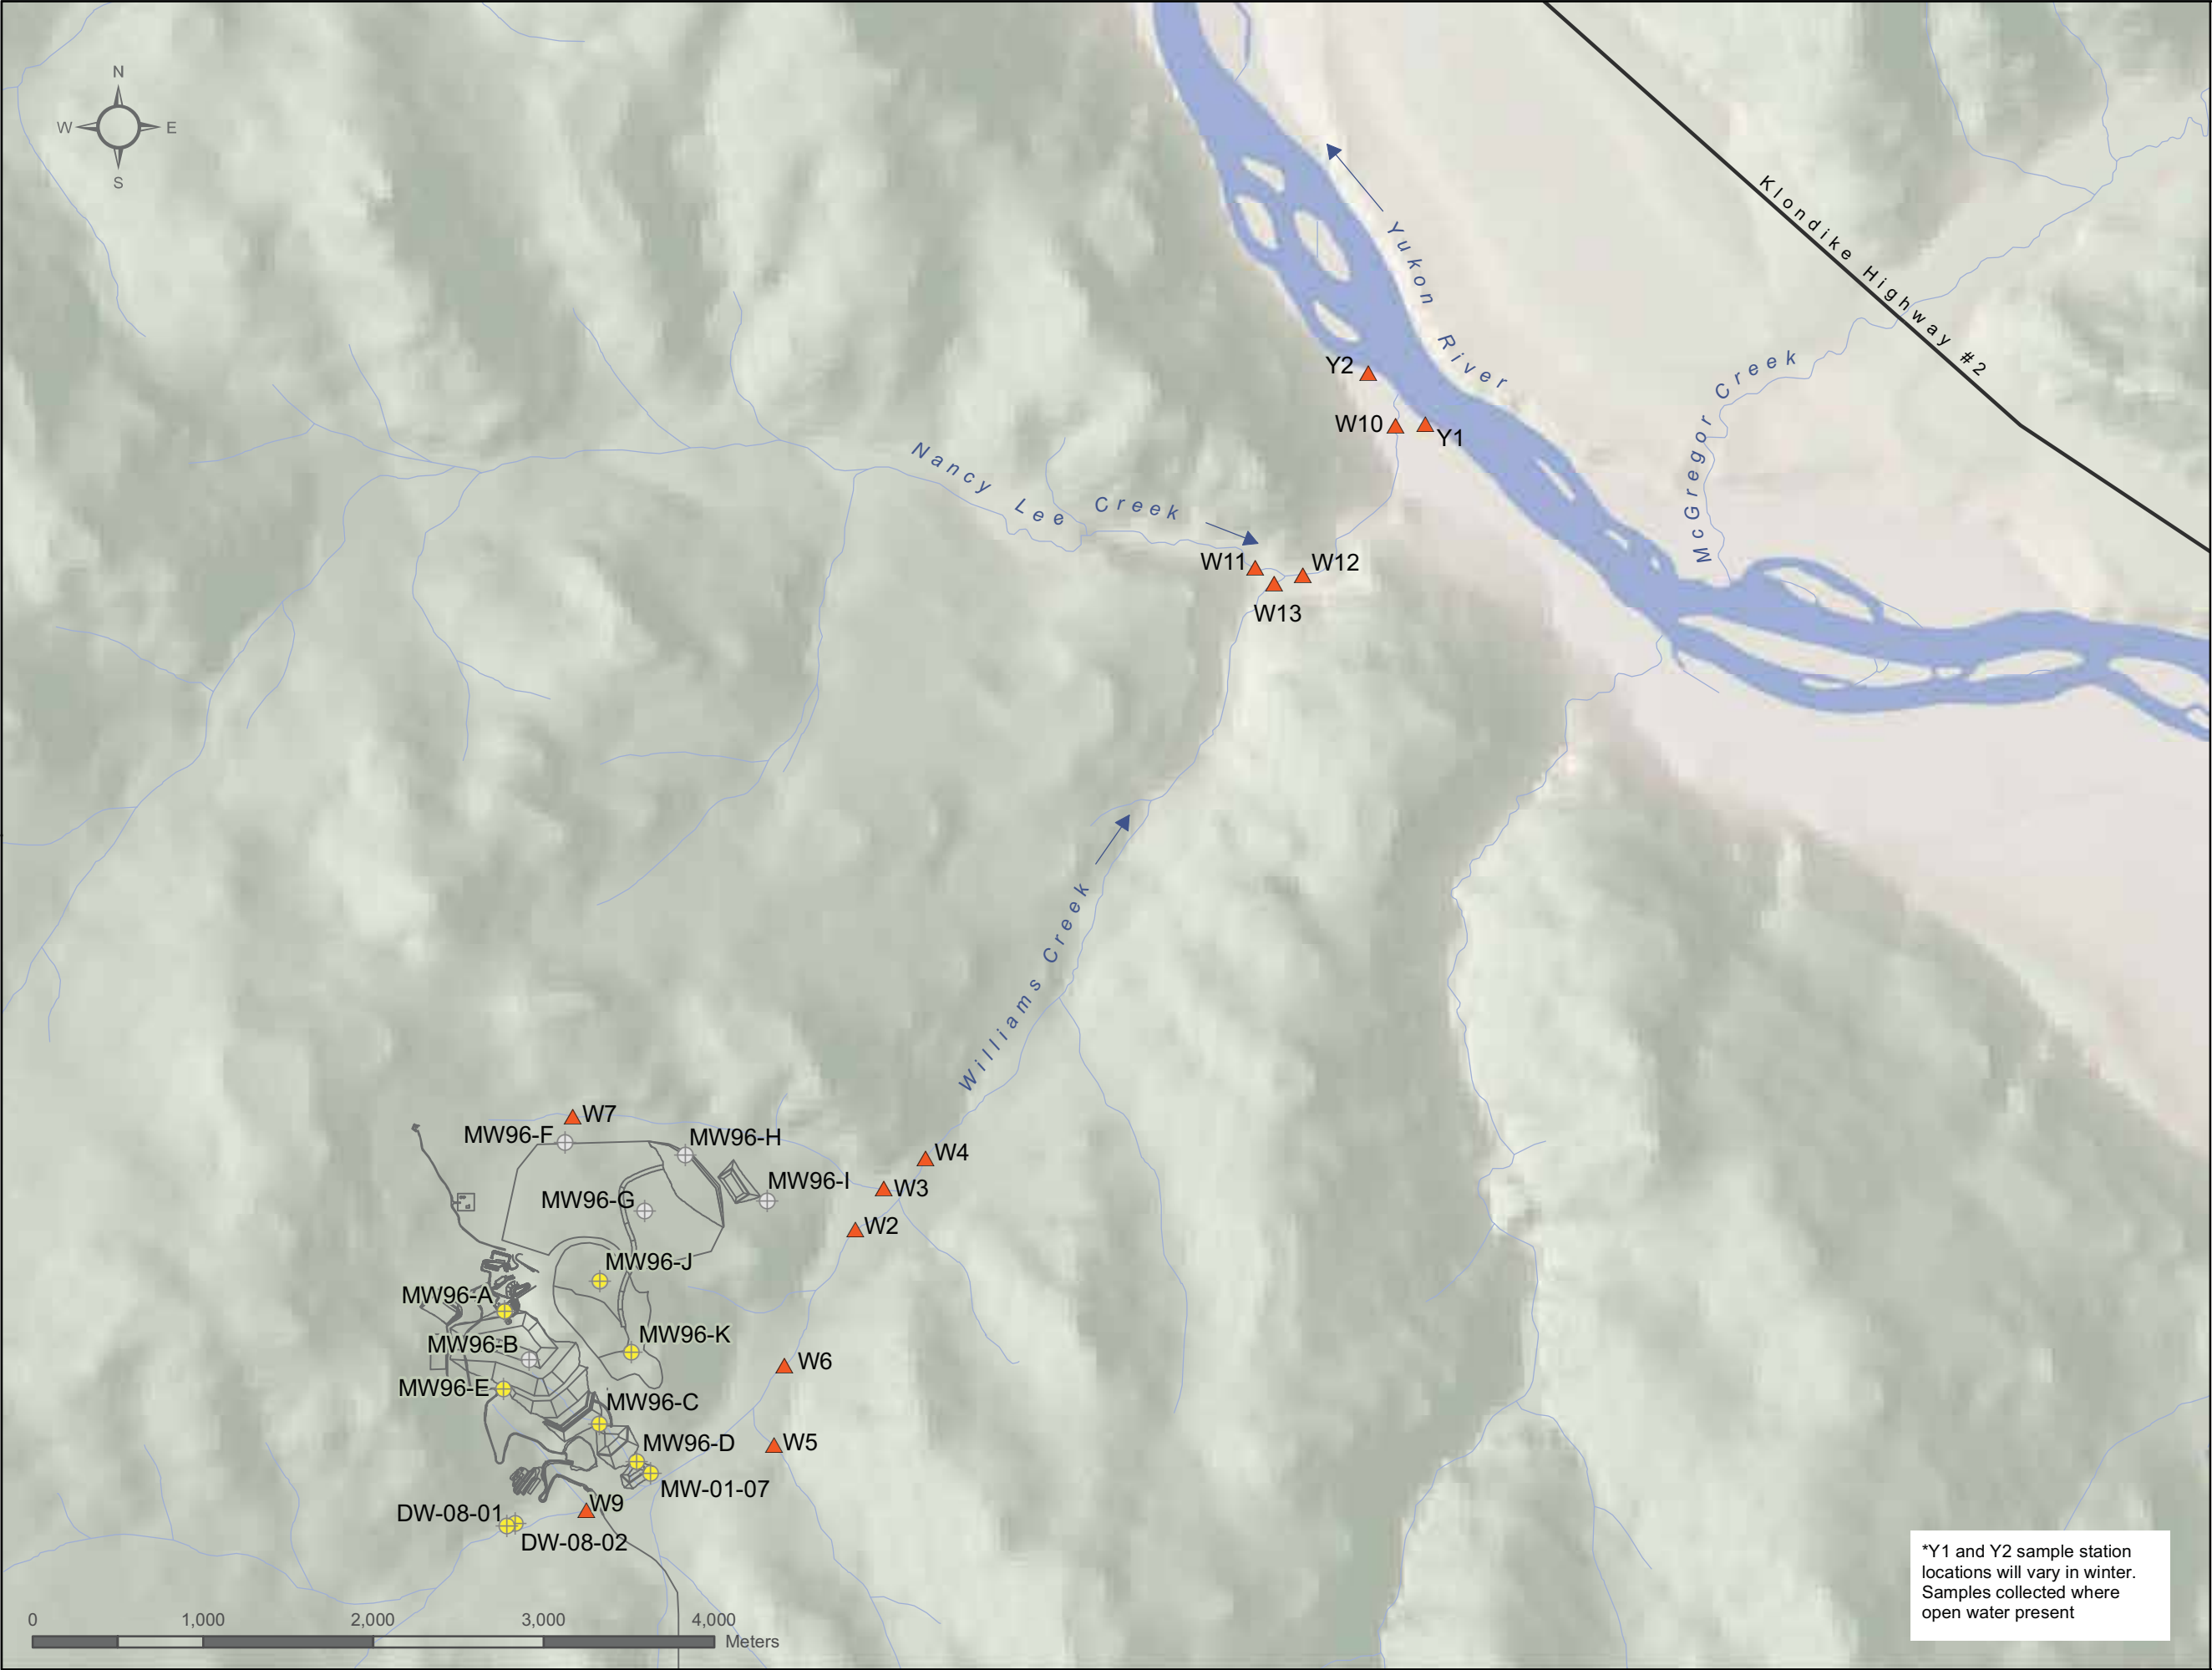 N
W E
S
Klondike Highway #2
Yukon River
McGregor Creek
Y2
W10
Y1
Nancy Lee Creek
W11
W12
W13
Williams Creek
W7
MW96-F
MW96-H
W4
MW96-I
W3
MW96-G
W2
MW96-J
MW96-A
MW96-K
MW96-B
W6
MW96-E
MW96-C
W5
MW96-D
MW-01-07
W9
DW-08-01
DW-08-02
*Y1 and Y2 sample station
locations will vary in winter.
Samples collected where
open water present
0 1,000 2,000 3,000 4,000
Meters